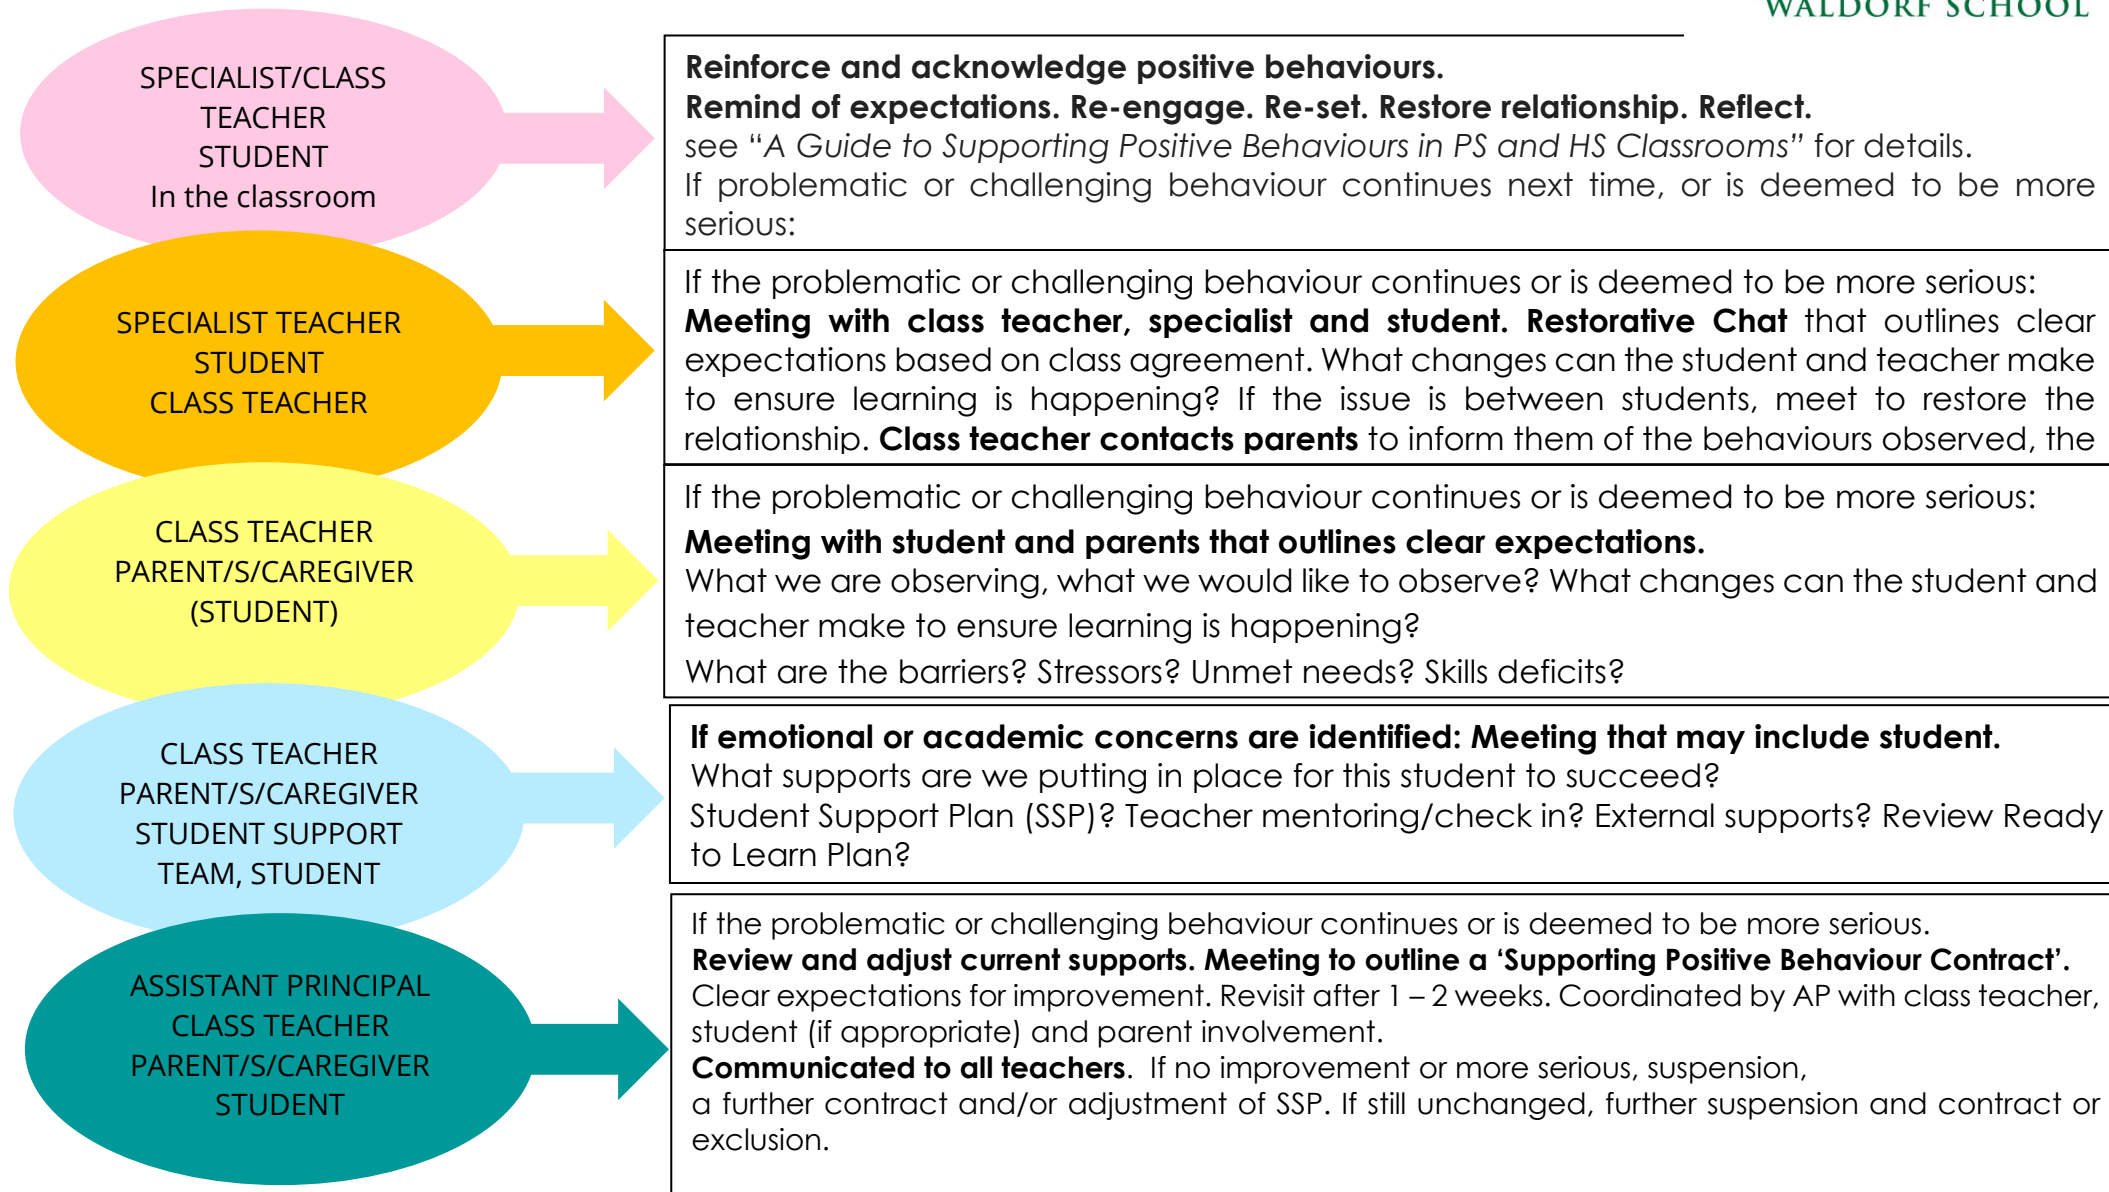 WALDORF SCHOOL
SPECIALIST/CLASS
TEACHER
STUDENT
In the classroom
Reinforce and acknowledge positive behaviours.
Remind of expectations. Re-engage. Re-set. Restore relationship. Reflect.
see “A Guide to Supporting Positive Behaviours in PS and HS Classrooms” for details.
If problematic or challenging behaviour continues next time, or is deemed to be more
serious:
SPECIALIST TEACHER
STUDENT
CLASS TEACHER
If the problematic or challenging behaviour continues or is deemed to be more serious:
Meeting with class teacher, specialist and student. Restorative Chat that outlines clear
expectations based on class agreement. What changes can the student and teacher make
to ensure learning is happening? If the issue is between students, meet to restore the
relationship. Class teacher contacts parents to inform them of the behaviours observed, the
CLASS TEACHER
PARENT/S/CAREGIVER
(STUDENT)
If the problematic or challenging behaviour continues or is deemed to be more serious:
Meeting with student and parents that outlines clear expectations.
What we are observing, what we would like to observe? What changes can the student and
teacher make to ensure learning is happening?
What are the barriers? Stressors? Unmet needs? Skills deficits?
CLASS TEACHER
PARENT/S/CAREGIVER
STUDENT SUPPORT
TEAM, STUDENT
If emotional or academic concerns are identified: Meeting that may include student.
What supports are we putting in place for this student to succeed?
Student Support Plan (SSP)? Teacher mentoring/check in? External supports? Review Ready
to Learn Plan?
ASSISTANT PRINCIPAL
CLASS TEACHER
PARENT/S/CAREGIVER
STUDENT
If the problematic or challenging behaviour continues or is deemed to be more serious.
Review and adjust current supports. Meeting to outline a ‘Supporting Positive Behaviour Contract’.
Clear expectations for improvement. Revisit after 1 – 2 weeks. Coordinated by AP with class teacher,
student (if appropriate) and parent involvement.
Communicated to all teachers. If no improvement or more serious, suspension,
a further contract and/or adjustment of SSP. If still unchanged, further suspension and contract or
exclusion.